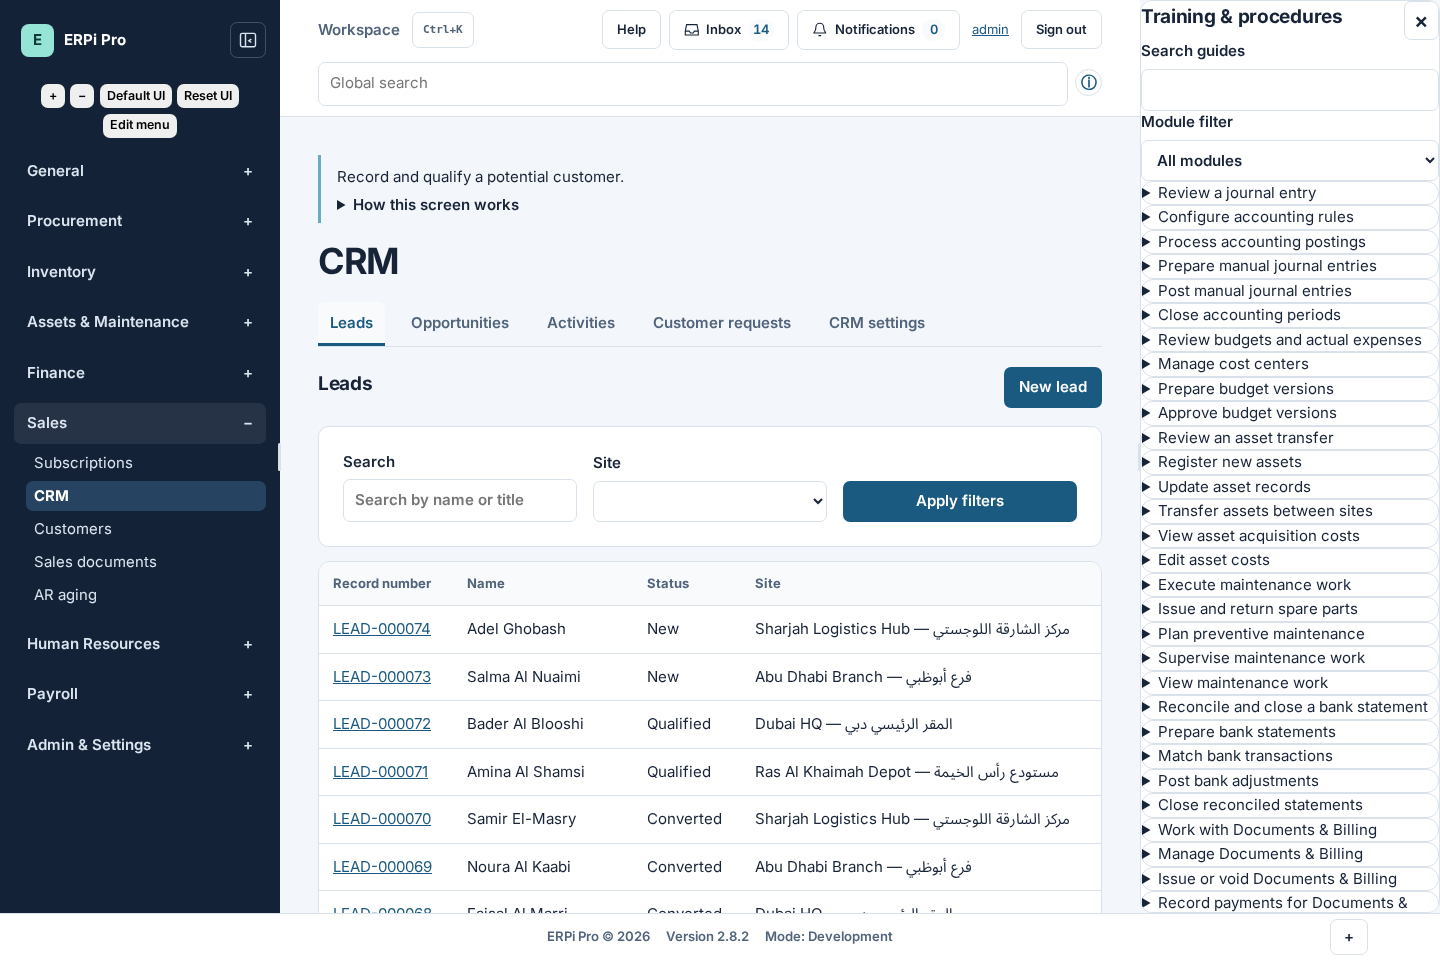 E ERPi Pro
+ − Default UI Reset UI
Edit menu
General +
Procurement +
Inventory +
Assets & Maintenance +
Finance +
Sales −
Subscriptions
CRM
Customers
Sales documents
AR aging
Human Resources +
Payroll +
Admin & Settings +
Workspace Ctrl+K Help Inbox 14 Notifications 0 admin Sign out
Global search ⓘ
Record and qualify a potential customer.
▶ How this screen works
CRM
Leads Opportunities Activities Customer requests CRM settings
Leads New lead
Search Site
Search by name or title Apply filters
Record number Name Status Site
LEAD-000074 Adel Ghobash New Sharjah Logistics Hub — مركز الشارقة اللوجستي
LEAD-000073 Salma Al Nuaimi New Abu Dhabi Branch — فرع أبوظبي
LEAD-000072 Bader Al Blooshi Qualified Dubai HQ — المقر الرئيسي دبي
LEAD-000071 Amina Al Shamsi Qualified Ras Al Khaimah Depot — مستودع رأس الخيمة
LEAD-000070 Samir El-Masry Converted Sharjah Logistics Hub — مركز الشارقة اللوجستي
LEAD-000069 Noura Al Kaabi Converted Abu Dhabi Branch — فرع أبوظبي
LEAD-000068 Faisal Al Marri Converted Dubai HQ — المقر الرئيسي دبي
Training & procedures ×
Search guides
Module filter
All modules
▶ Review a journal entry
▶ Configure accounting rules
▶ Process accounting postings
▶ Prepare manual journal entries
▶ Post manual journal entries
▶ Close accounting periods
▶ Review budgets and actual expenses
▶ Manage cost centers
▶ Prepare budget versions
▶ Approve budget versions
▶ Review an asset transfer
▶ Register new assets
▶ Update asset records
▶ Transfer assets between sites
▶ View asset acquisition costs
▶ Edit asset costs
▶ Execute maintenance work
▶ Issue and return spare parts
▶ Plan preventive maintenance
▶ Supervise maintenance work
▶ View maintenance work
▶ Reconcile and close a bank statement
▶ Prepare bank statements
▶ Match bank transactions
▶ Post bank adjustments
▶ Close reconciled statements
▶ Work with Documents & Billing
▶ Manage Documents & Billing
▶ Issue or void Documents & Billing
▶ Record payments for Documents &
ERPi Pro © 2026 Version 2.8.2 Mode: Development +